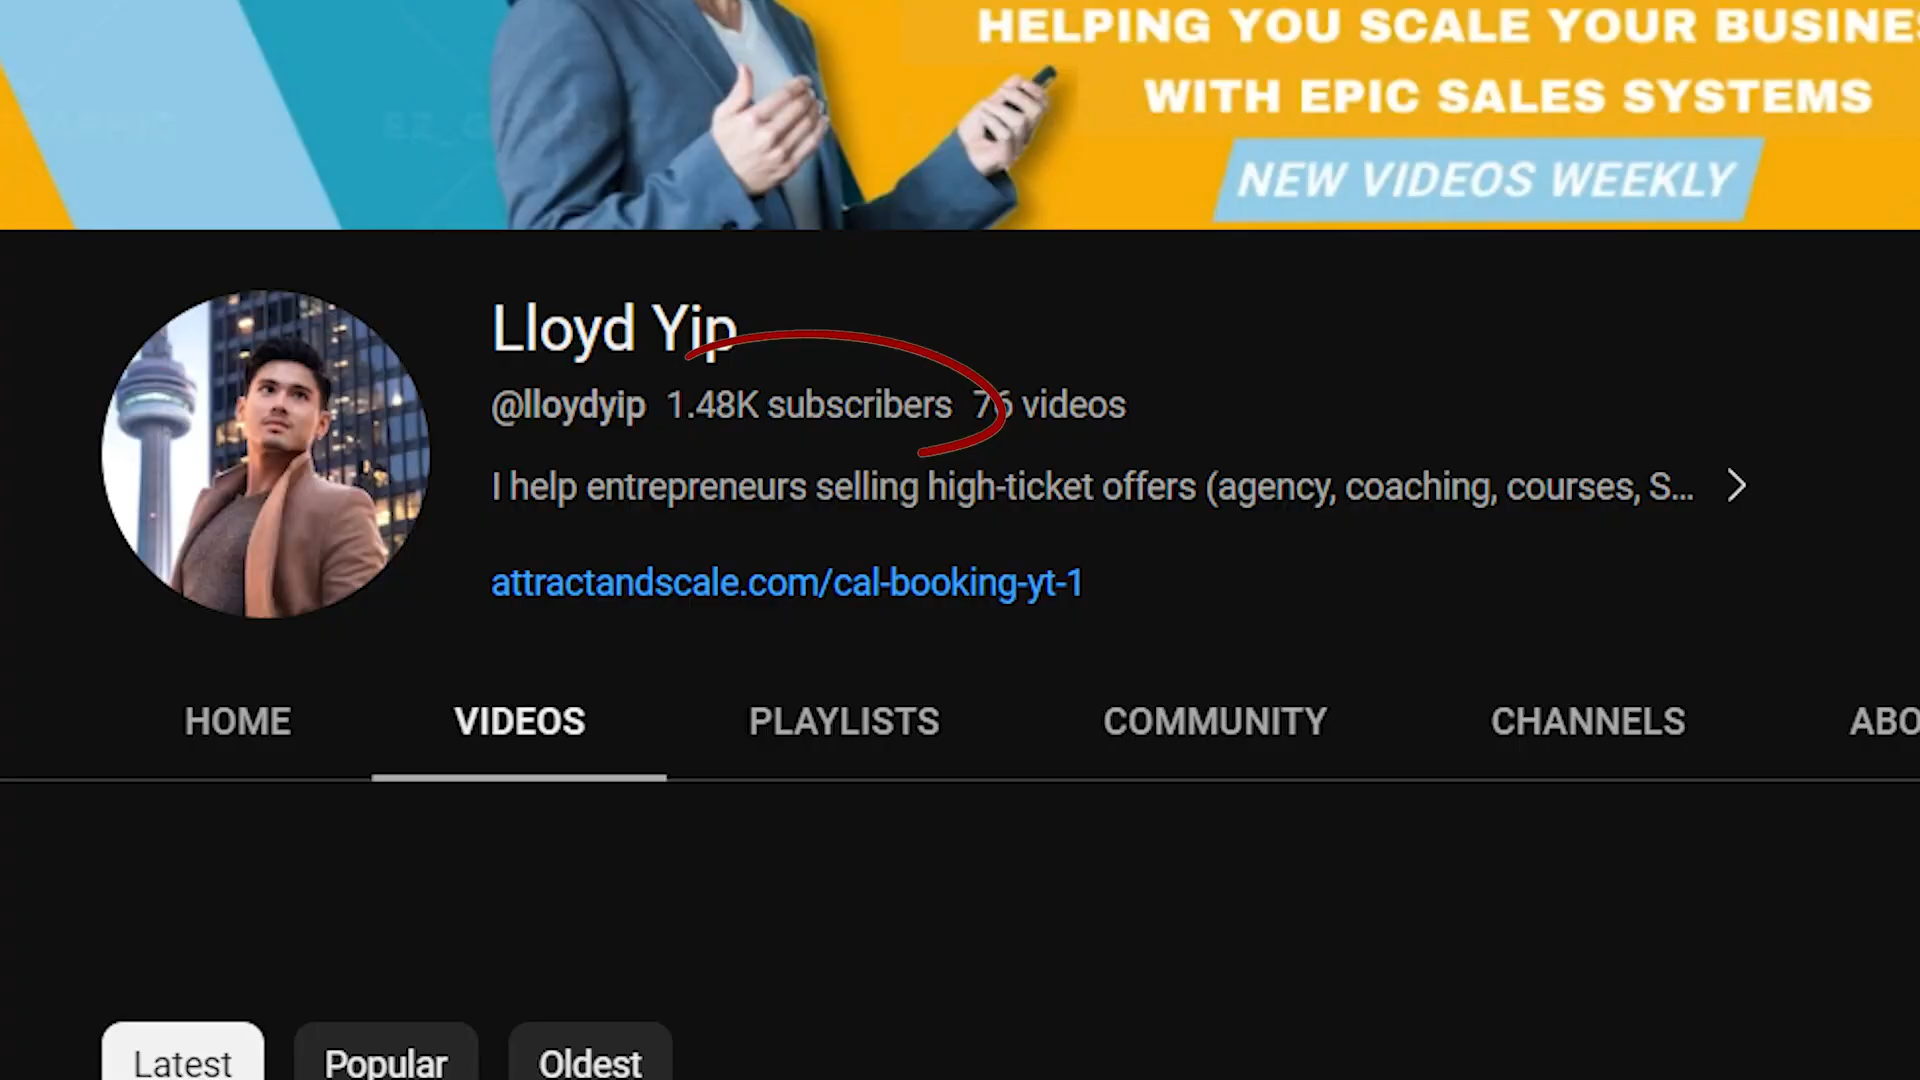 HELPING YOU SCALE YOUR BUSINES
WITH EPIC SALES SYSTEMS
NEW VIDEOS WEEKLY
Lloyd Yip
@lloydyip 1.48K subscribers 76 videos
I help entrepreneurs selling high-ticket offers (agency, coaching, courses, S...
attractandscale.com/cal-booking-yt-1
HOME VIDEOS PLAYLISTS COMMUNITY CHANNELS ABO
Latest Popular Oldest